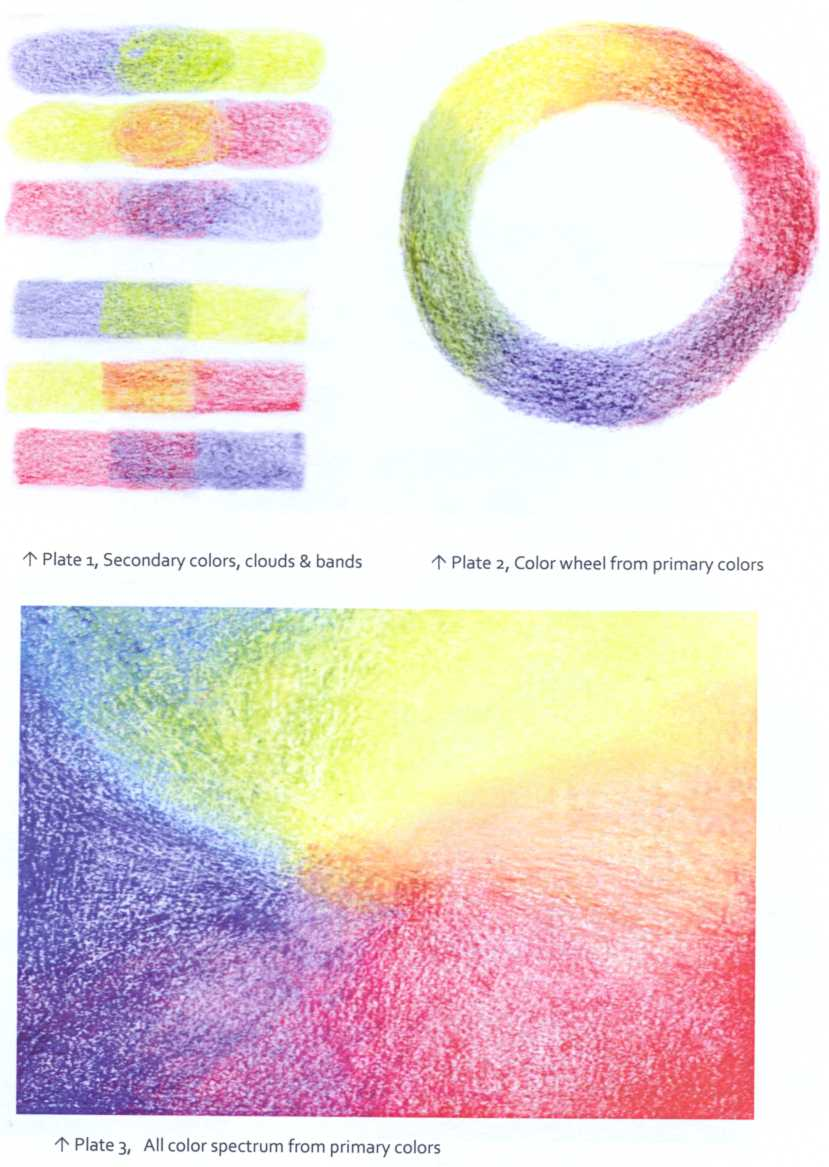 ↑ Plate 1, Secondary colors, clouds & bands
↑ Plate 2, Color wheel from primary colors
↑ Plate 3, All color spectrum from primary colors